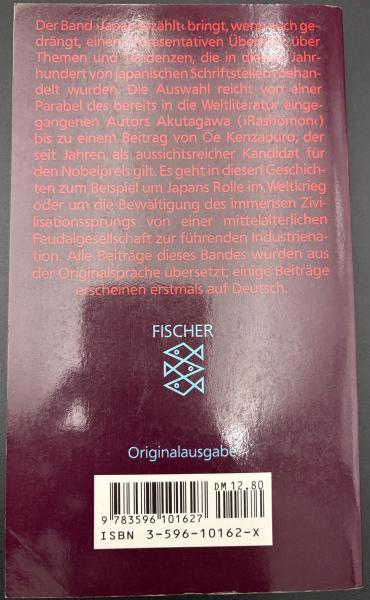 Der Band ›Japan erzählt‹ bringt, wenn auch ge-
drängt, einen repräsentativen Überblick über
Themen und Tendenzen, die in diesem Jahr-
hundert von japanischen Schriftstellern behan-
delt wurden. Die Auswahl reicht von einer
Parabel des bereits in die Weltliteratur einge-
gangenen Autors Akutagawa (›Rashomon‹)
bis zu einem Beitrag von Ōe Kenzaburo, der
seit Jahren als aussichtsreicher Kandidat für
den Nobelpreis gilt. Es geht in diesen Geschich-
ten zum Beispiel um Japans Rolle im Weltkrieg
oder um die Bewältigung des immensen Zivi-
lisationssprungs von einer mittelalterlichen
Feudalgesellschaft zur führenden Industriena-
tion. Alle Beiträge dieses Bandes wurden aus
der Originalsprache übersetzt; einige Beiträge
erscheinen erstmals auf Deutsch.
FISCHER
Originalausgabe
DM 12.80
9 783596 101627
ISBN 3-596-10162-X